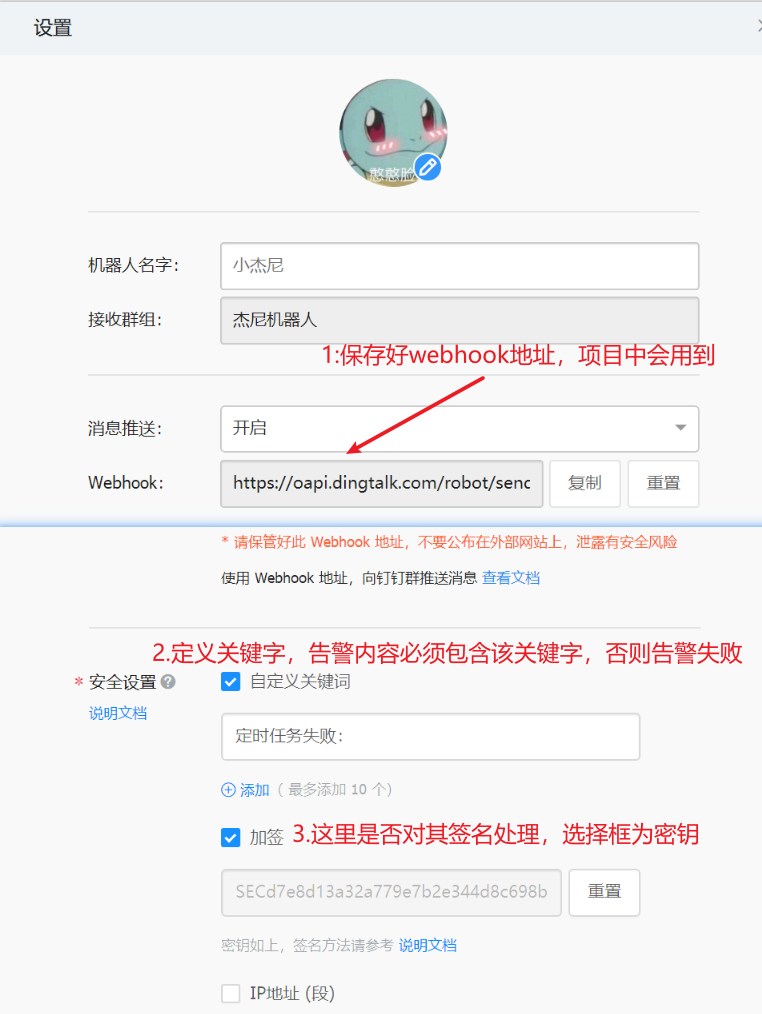 设置
憨憨脸
机器人名字：
小杰尼
接收群组：
杰尼机器人
1:保存好webhook地址，项目中会用到
消息推送：
开启
Webhook：
https://oapi.dingtalk.com/robot/senc
复制
重置
* 请保管好此 Webhook 地址，不要公布在外部网站上，泄露有安全风险
使用 Webhook 地址，向钉钉群推送消息 查看文档
2.定义关键字，告警内容必须包含该关键字，否则告警失败
* 安全设置
自定义关键词
说明文档
定时任务失败：
添加（ 最多添加 10 个）
加签
3.这里是否对其签名处理，选择框为密钥
SECd7e8d13a32a779e7b2e344d8c698b
重置
密钥如上，签名方法请参考 说明文档
IP地址 (段)